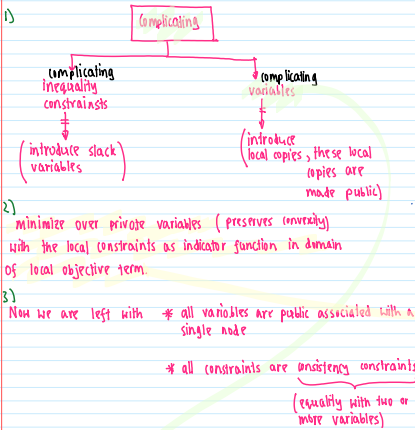 1)
complicating
complicating
inequality
constrainsts
complicating
variables
(introduce slack
variables)
(introduce
local copies, these local
copies are
made public)
2)
minimize over private variables (preserves convexity)
with the local constraints as indicator function in domain
of local objective term.
3)
Now we are left with * all variables are public associated with a
single node
* all constraints are consistency constraints
(equality with two or
more variables)